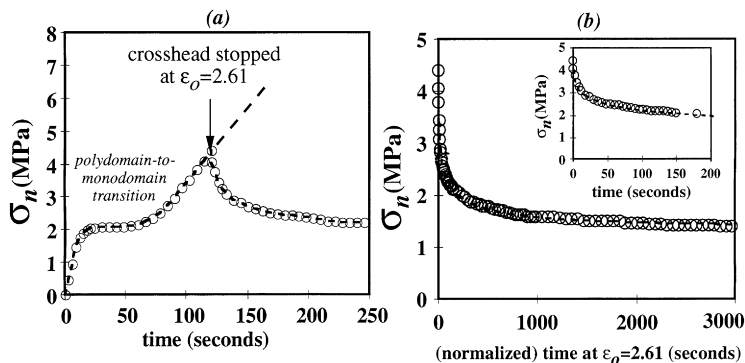 (a)
8
7
6
5
4
3
2
1
0
σn(MPa)
crosshead stopped
at εo=2.61
polydomain-to-
monodomain
transition
0 50 100 150 200 250
time (seconds)
(b)
5
4
3
2
1
0
σn(MPa)
5
4
3
2
1
0
σn(MPa)
0 50 100 150 200
time (seconds)
0 1000 2000 3000
(normalized) time at εo=2.61 (seconds)